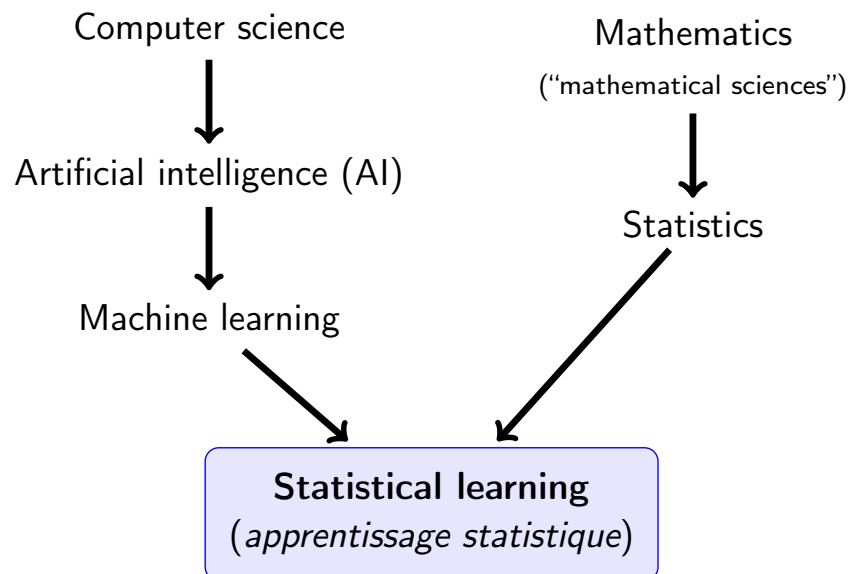 Computer science
Mathematics
(“mathematical sciences”)
Artificial intelligence (AI)
Statistics
Machine learning
Statistical learning
(apprentissage statistique)